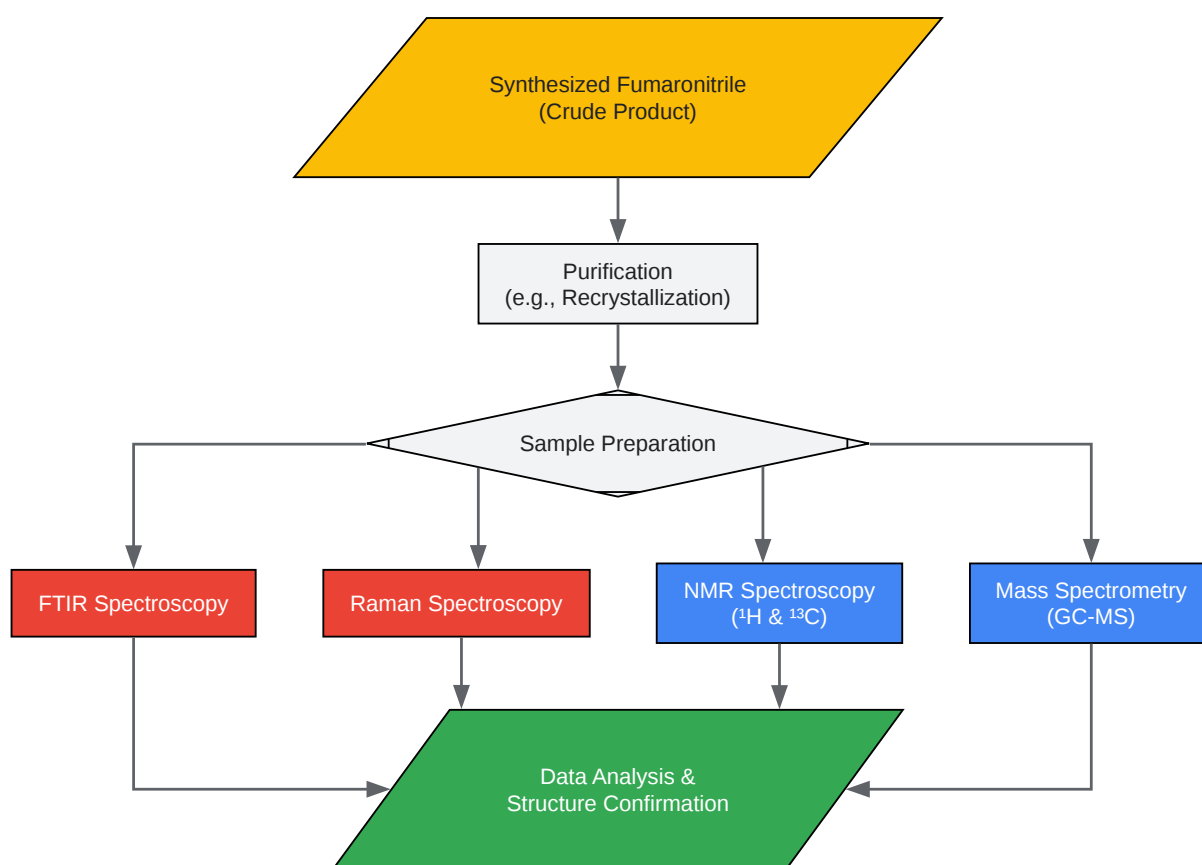 Synthesized Fumaronitrile
(Crude Product)
Purification
(e.g., Recrystallization)
Sample Preparation
FTIR Spectroscopy
Raman Spectroscopy
NMR Spectroscopy
(¹H & ¹³C)
Mass Spectrometry
(GC-MS)
Data Analysis &
Structure Confirmation